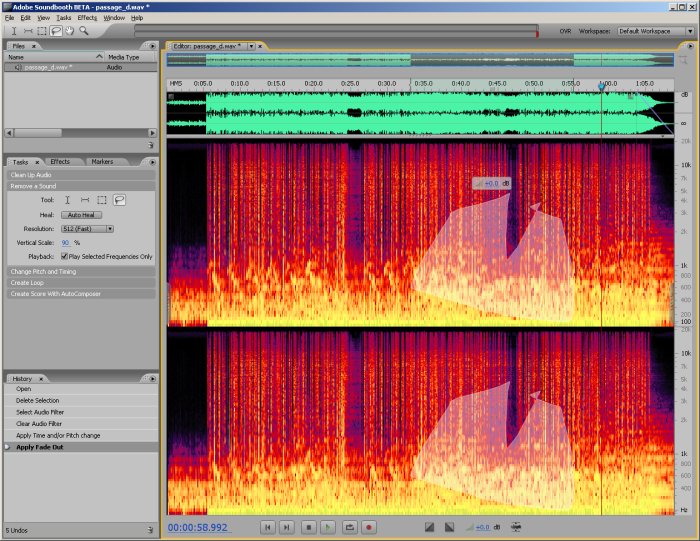 Adobe Soundbooth BETA - passage_d.wav *
File Edit View Tasks Effects Window Help
OVR Workspace: Default Workspace
Files x
Name Media Type
passage_d.wav * Audio
Tasks x Effects Markers
Clean Up Audio
Remove a Sound
Tool:
Heal: Auto Heal
Resolution: 512 (Fast)
Vertical Scale: 90 %
Playback: Play Selected Frequencies Only
Change Pitch and Timing
Create Loop
Create Score With AutoComposer
History x
Open
Delete Selection
Select Audio Filter
Clear Audio Filter
Apply Time and/or Pitch change
Apply Fade Out
5 Undos
Editor: passage_d.wav * x
HMS 0:05.0 0:10.0 0:15.0 0:20.0 0:25.0 0:30.0 0:35.0 0:40.0 0:45.0 0:50.0 0:55.0 1:00.0 1:05.0
dB
∞
20k
10k
7k
5k
4k
3k
2k
1k
800
600
400
200
100
+0.0 dB
10k
7k
5k
4k
3k
2k
1k
800
600
400
Hz
00:00:58.992 +0.0 dB